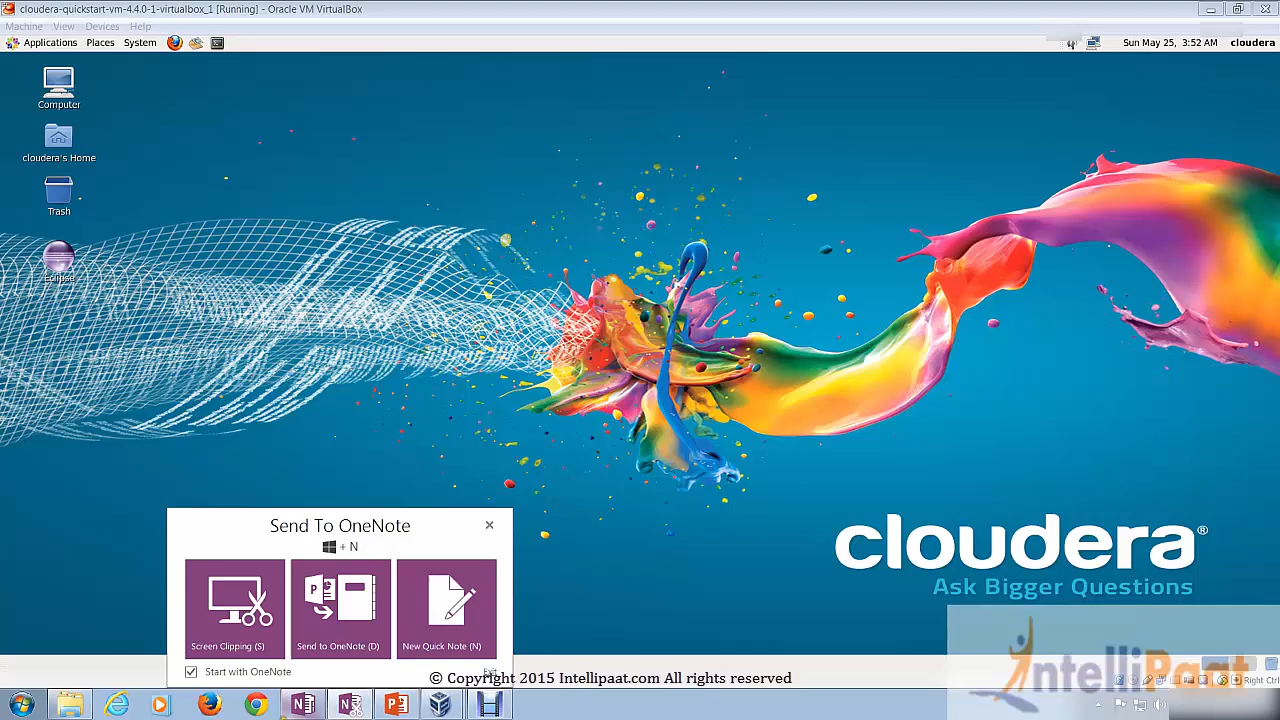 cloudera-quickstart-vm-4.4.0-1-virtualbox_1 [Running] - Oracle VM VirtualBox
Machine View Devices Help
Applications Places System
Sun May 25, 3:52 AM cloudera
Computer
cloudera's Home
Trash
Eclipse
cloudera®
Ask Bigger Questions
Send To OneNote
+ N
Screen Clipping (S)
Send to OneNote (D)
New Quick Note (N)
Start with OneNote
Exit
© Copyright 2015 Intellipaat.com All rights reserved
IntelliPaat
Right Ctrl